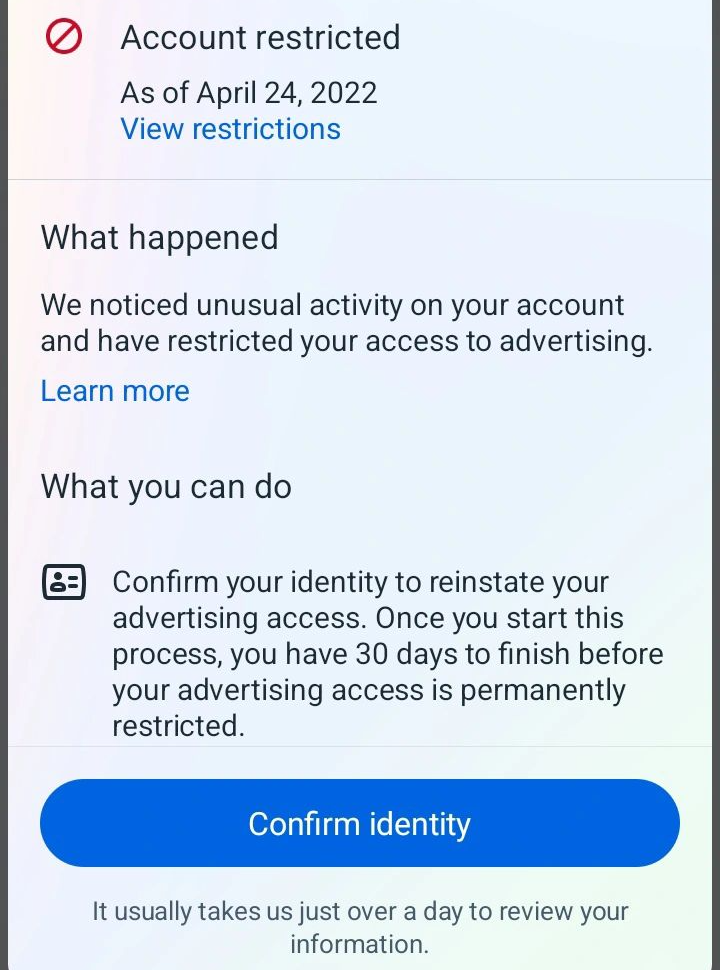 Account restricted
As of April 24, 2022
View restrictions
What happened
We noticed unusual activity on your account
and have restricted your access to advertising.
Learn more
What you can do
Confirm your identity to reinstate your
advertising access. Once you start this
process, you have 30 days to finish before
your advertising access is permanently
restricted.
Confirm identity
It usually takes us just over a day to review your
information.